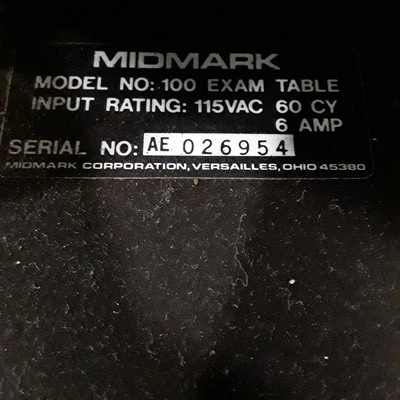 MIDMARK
MODEL NO: 100 EXAM TABLE
INPUT RATING: 115VAC 60 CY
6 AMP
SERIAL NO: AE 026954
MIDMARK CORPORATION, VERSAILLES, OHIO 45380